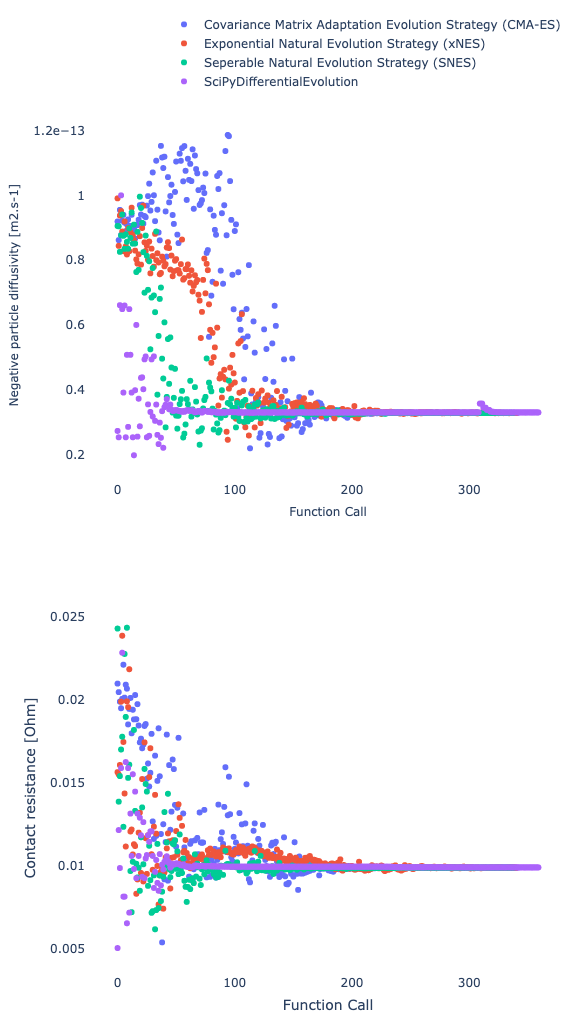 Covariance Matrix Adaptation Evolution Strategy (CMA-ES)
Exponential Natural Evolution Strategy (xNES)
Seperable Natural Evolution Strategy (SNES)
SciPyDifferentialEvolution
1.2e−13
1
0.8
0.6
0.4
0.2
Negative particle diffusivity [m2.s-1]
0 100 200 300
Function Call
0.025
0.02
0.015
0.01
0.005
Contact resistance [Ohm]
0 100 200 300
Function Call